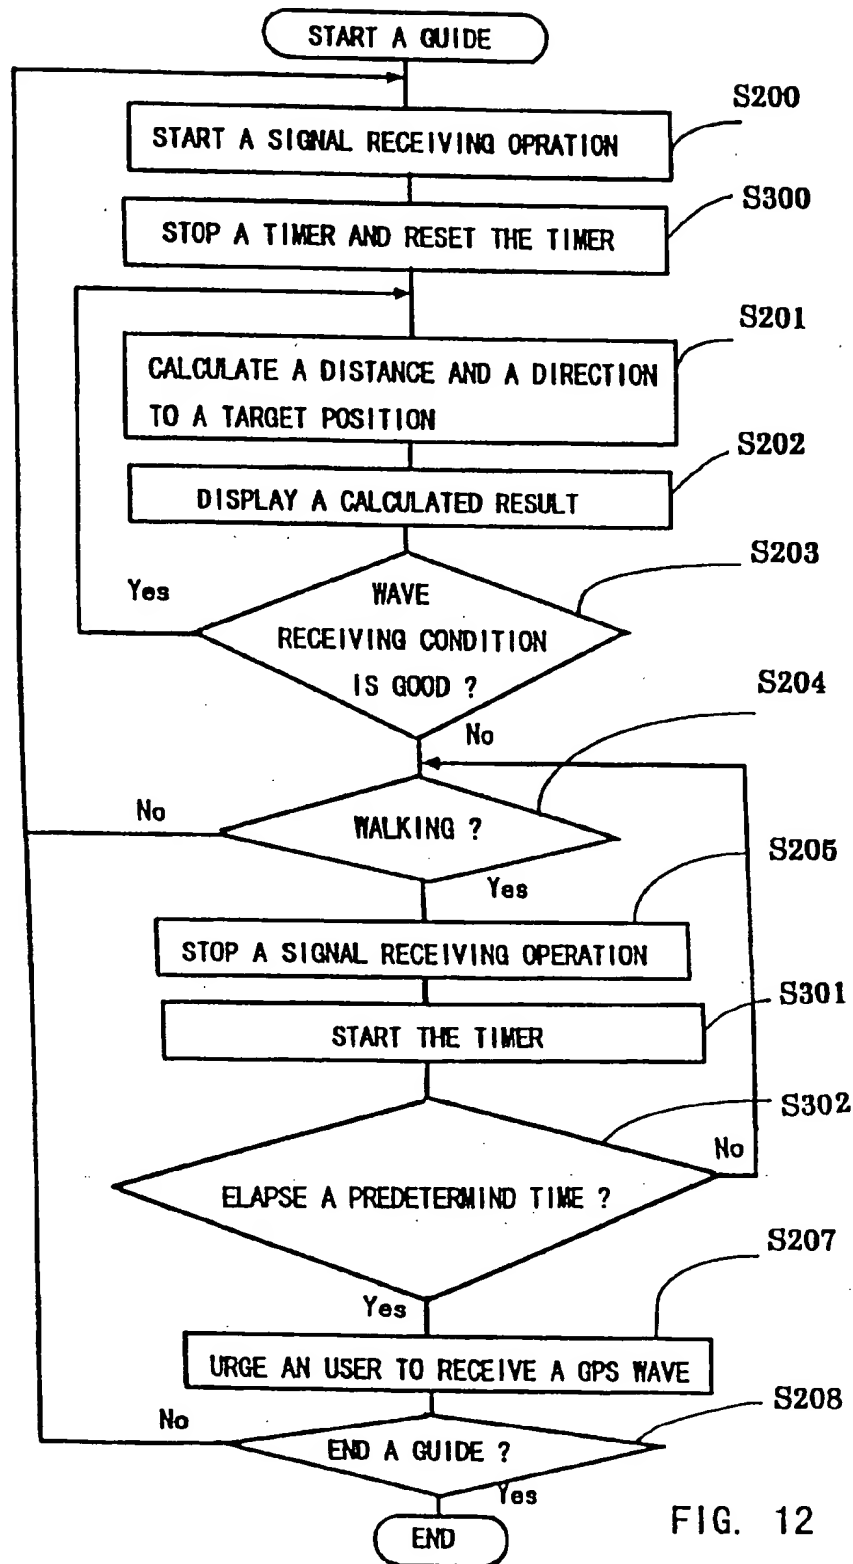 START A GUIDE
S200
START A SIGNAL RECEIVING OPRATION
S300
STOP A TIMER AND RESET THE TIMER
S201
CALCULATE A DISTANCE AND A DIRECTION
TO A TARGET POSITION
S202
DISPLAY A CALCULATED RESULT
S203
Yes
WAVE
RECEIVING CONDITION
IS GOOD ?
S204
No
No
WALKING ?
S205
Yes
STOP A SIGNAL RECEIVING OPERATION
S301
START THE TIMER
S302
No
ELAPSE A PREDETERMIND TIME ?
S207
Yes
URGE AN USER TO RECEIVE A GPS WAVE
S208
No
END A GUIDE ?
Yes
END
FIG. 12